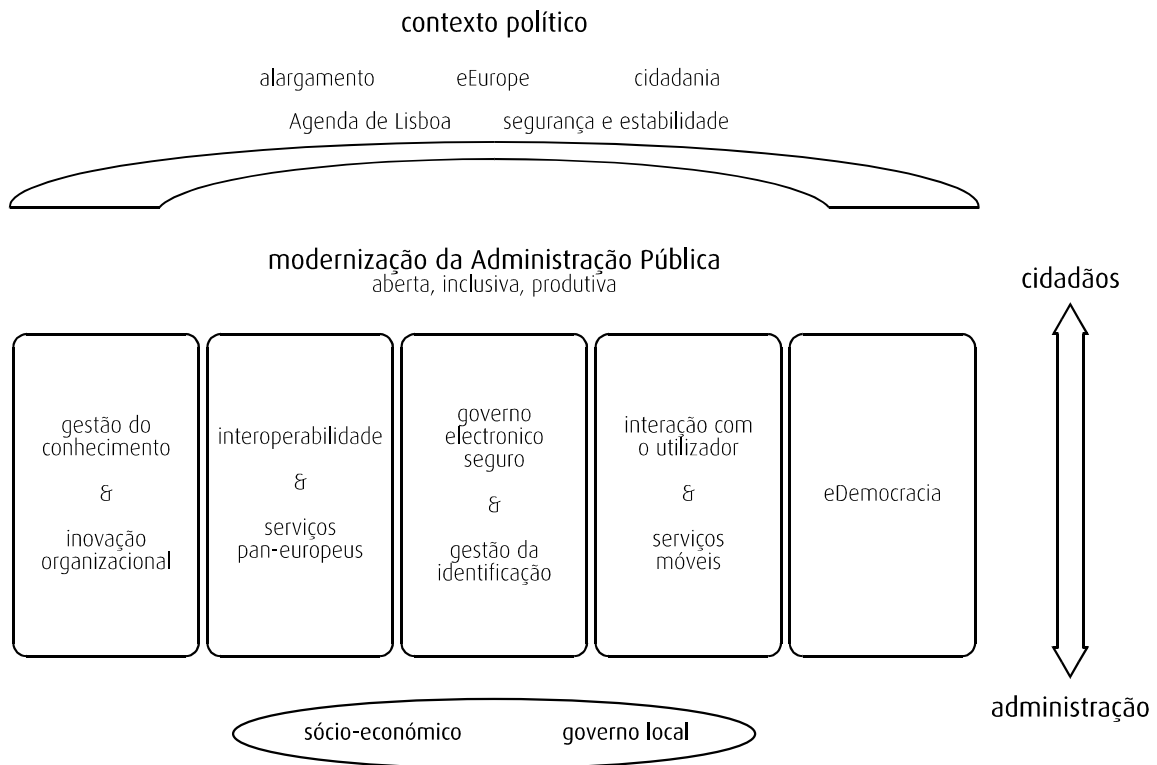 contexto político
alargamento eEurope cidadania
Agenda de Lisboa segurança e estabilidade
modernização da Administração Pública
aberta, inclusiva, produtiva
cidadãos
gestão do
conhecimento
&
inovação
organizacional
interoperabilidade
&
serviços
pan-europeus
governo
electronico
seguro
&
gestão da
identificação
interação com
o utilizador
&
serviços
móveis
eDemocracia
administração
sócio-económico governo local